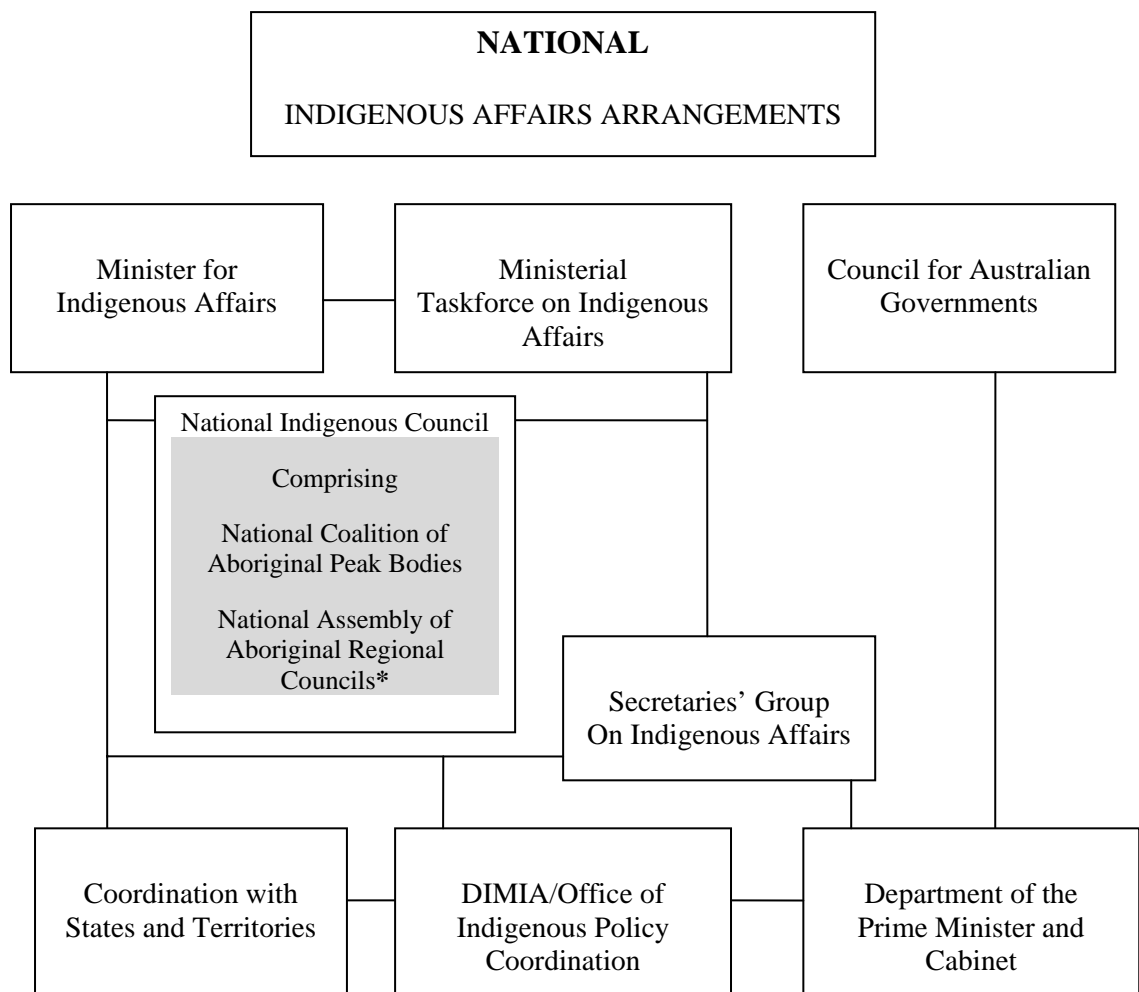 NATIONAL
INDIGENOUS AFFAIRS ARRANGEMENTS
Minister for
Indigenous Affairs
Ministerial
Taskforce on Indigenous
Affairs
Council for Australian
Governments
National Indigenous Council
Comprising
National Coalition of
Aboriginal Peak Bodies
National Assembly of
Aboriginal Regional
Councils*
Secretaries’ Group
On Indigenous Affairs
Coordination with
States and Territories
DIMIA/Office of
Indigenous Policy
Coordination
Department of the
Prime Minister and
Cabinet